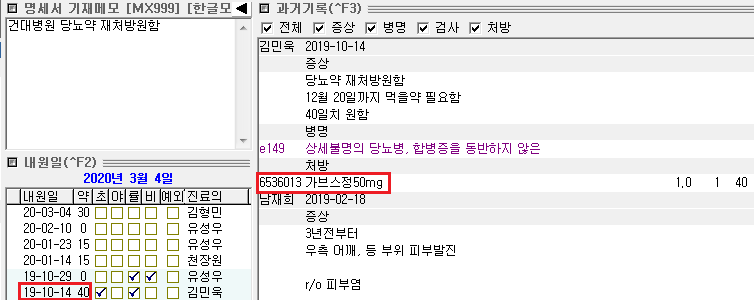 명세서 기재메모 [MX999] [한글모
건대병원 당뇨약 재처방원함
내원일(^F2)
2020년 3월 4일
내원일 약 초 야 률 비 예외 진료의
20-03-04 30 김형민
20-02-10 0 유성우
20-01-23 15 유성우
20-01-14 15 천장원
19-10-29 0 유성우
19-10-14 40 김민욱
과거기록(^F3)
전체 증상 병명 검사 처방
김민욱 2019-10-14
증상
당뇨약 재처방원함
12월 20일까지 먹을약 필요함
40일치 원함
병명
e149 상세불명의 당뇨병, 합병증을 동반하지 않은
처방
6536013 가브스정50mg 1.0 1 40
남재희 2019-02-18
증상
3년전부터
우측 어깨, 등 부위 피부발진
r/o 피부염